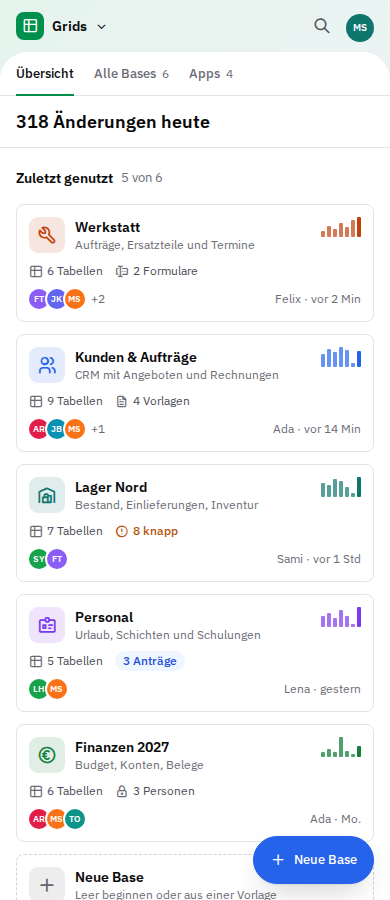 Grids
MS
Übersicht
Alle Bases 6
Apps 4
318 Änderungen heute
Zuletzt genutzt 5 von 6
Werkstatt
Aufträge, Ersatzteile und Termine
6 Tabellen 2 Formulare
FT JK MS +2 Felix · vor 2 Min
Kunden & Aufträge
CRM mit Angeboten und Rechnungen
9 Tabellen 4 Vorlagen
AR JB MS +1 Ada · vor 14 Min
Lager Nord
Bestand, Einlieferungen, Inventur
7 Tabellen 8 knapp
SY FT Sami · vor 1 Std
Personal
Urlaub, Schichten und Schulungen
5 Tabellen 3 Anträge
LH MS Lena · gestern
Finanzen 2027
Budget, Konten, Belege
6 Tabellen 3 Personen
AR MS TO Ada · Mo.
Neue Base
Neue Base
Leer beginnen oder aus einer Vorlage